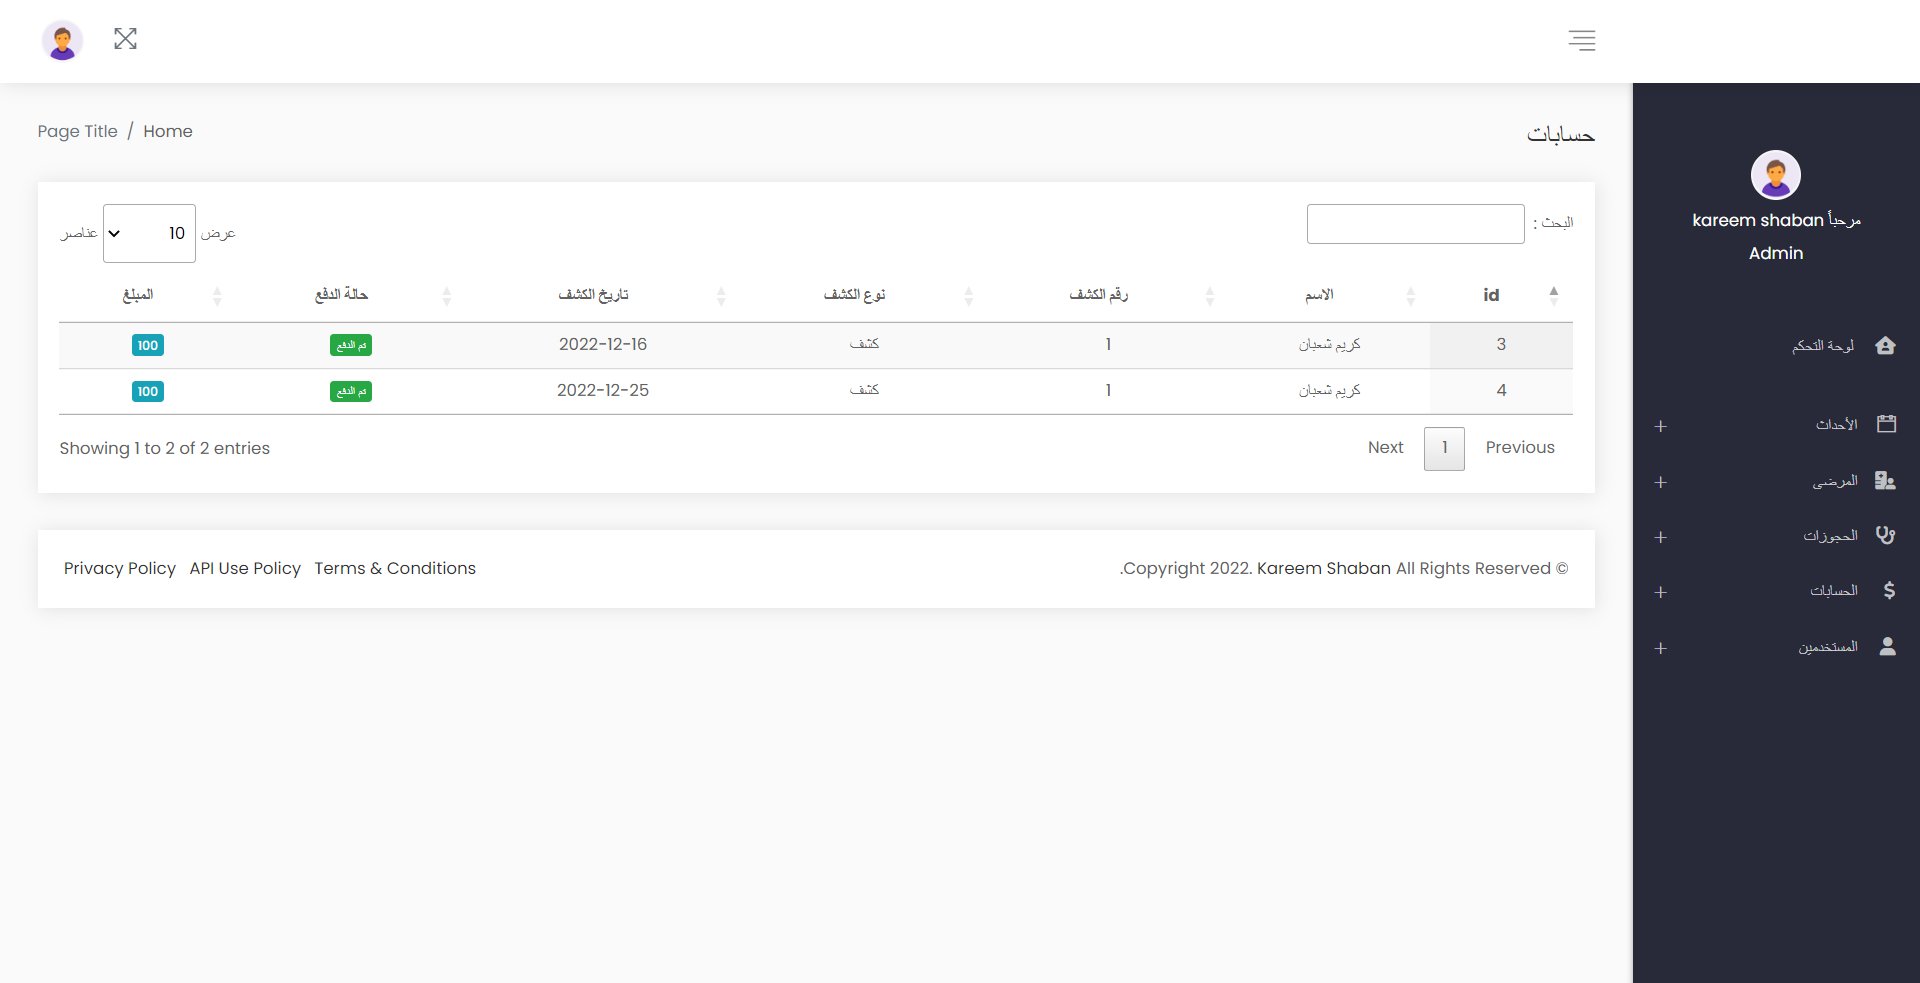 حسابات
Page Title / Home
مرحباً kareem shaban
Admin
لوحة التحكم
الأحداث
المرضى
الحجوزات
الحسابات
المستخدمين
البحث :
عرض 10 عناصر
id الاسم رقم الكشف نوع الكشف تاريخ الكشف حالة الدفع المبلغ
3 كريم شعبان 1 كشف 2022-12-16 تم الدفع 100
4 كريم شعبان 1 كشف 2022-12-25 تم الدفع 100
Previous 1 Next
Showing 1 to 2 of 2 entries
.Copyright 2022. Kareem Shaban All Rights Reserved ©
Privacy Policy API Use Policy Terms & Conditions